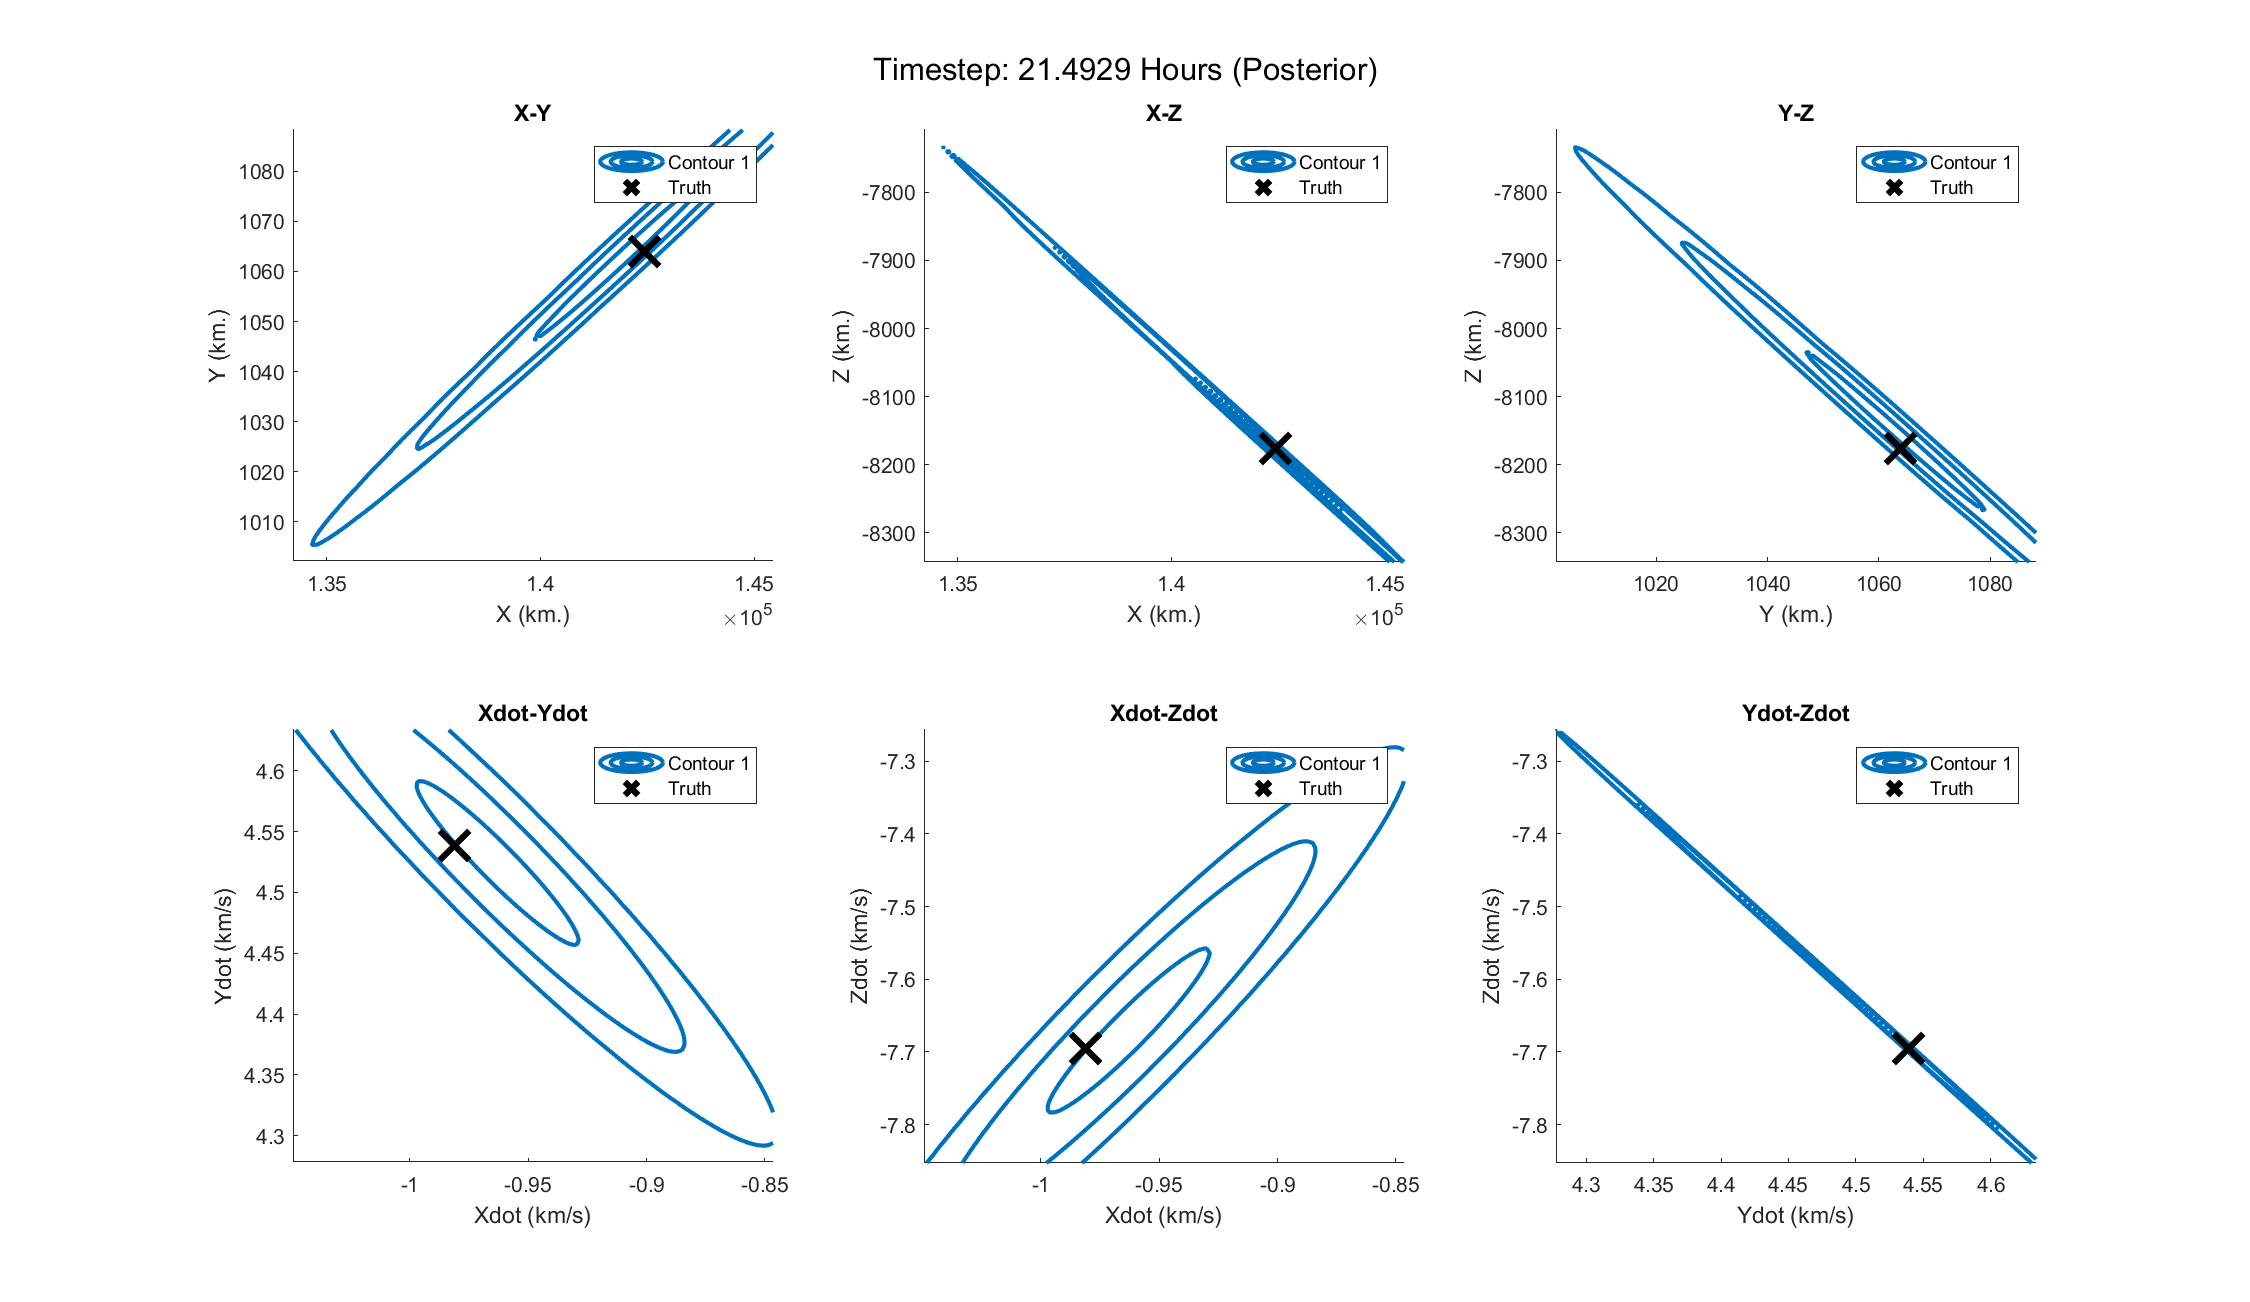 Timestep: 21.4929 Hours (Posterior)
X-Y
Contour 1
Truth
1080
1070
1060
1050
1040
1030
1020
1010
Y (km.)
1.35
1.4
1.45
×10⁵
X (km.)
X-Z
Contour 1
Truth
-7800
-7900
-8000
-8100
-8200
-8300
Z (km.)
1.35
1.4
1.45
×10⁵
X (km.)
Y-Z
Contour 1
Truth
-7800
-7900
-8000
-8100
-8200
-8300
Z (km.)
1020
1040
1060
1080
Y (km.)
Xdot-Ydot
Contour 1
Truth
4.6
4.55
4.5
4.45
4.4
4.35
4.3
Ydot (km/s)
-1
-0.95
-0.9
-0.85
Xdot (km/s)
Xdot-Zdot
Contour 1
Truth
-7.3
-7.4
-7.5
-7.6
-7.7
-7.8
Zdot (km/s)
-1
-0.95
-0.9
-0.85
Xdot (km/s)
Ydot-Zdot
Contour 1
Truth
-7.3
-7.4
-7.5
-7.6
-7.7
-7.8
Zdot (km/s)
4.3
4.35
4.4
4.45
4.5
4.55
4.6
Ydot (km/s)